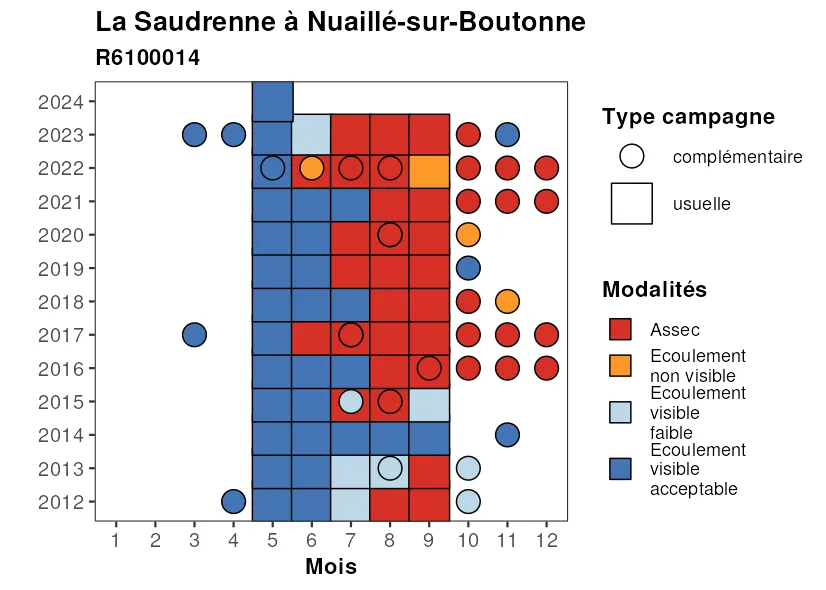 La Saudrenne à Nuaillé-sur-Boutonne
R6100014
2024
2023
2022
2021
2020
2019
2018
2017
2016
2015
2014
2013
2012
1 2 3 4 5 6 7 8 9 10 11 12
Mois
Type campagne
complémentaire
usuelle
Modalités
Assec
Ecoulement
non visible
Ecoulement
visible
faible
Ecoulement
visible
acceptable